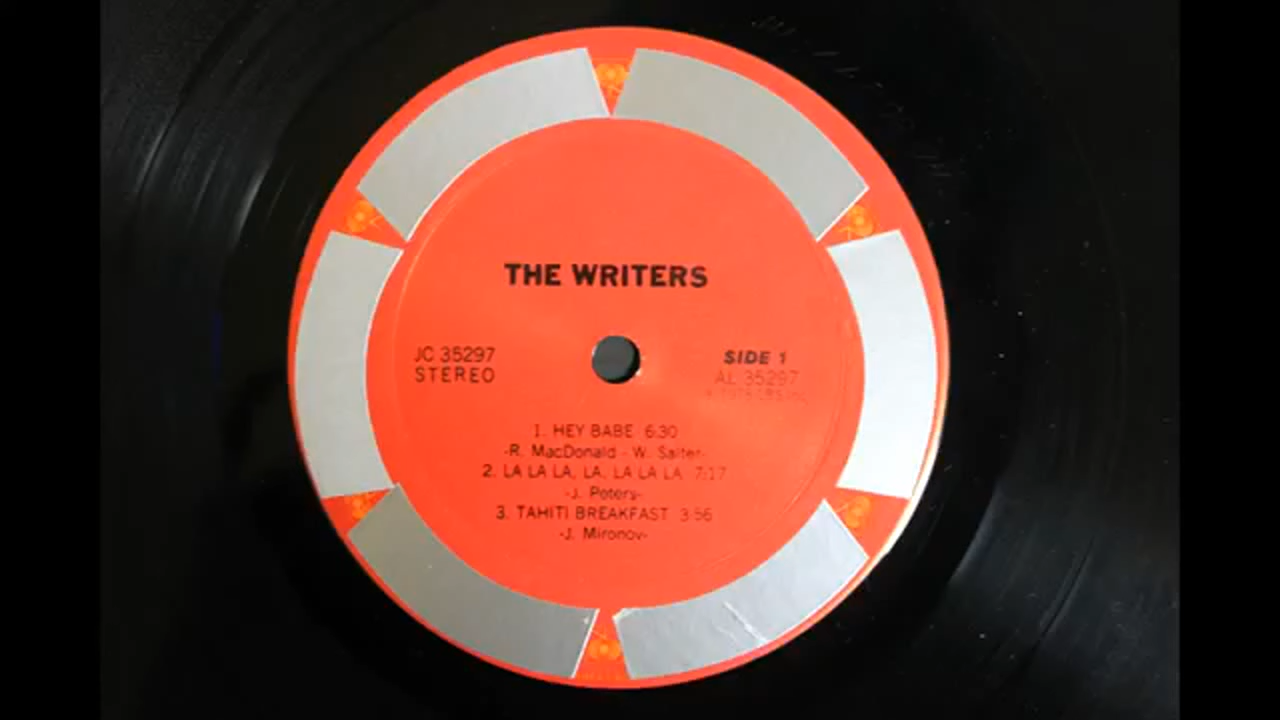 THE WRITERS
JC 35297
STEREO
SIDE 1
AL 35297
1. HEY BABE 6:30
-R. MacDonald - W. Salter-
2. LA LA LA, LA, LA LA LA 7:17
-J. Peters-
3. TAHITI BREAKFAST 3:56
-J. Mironov-